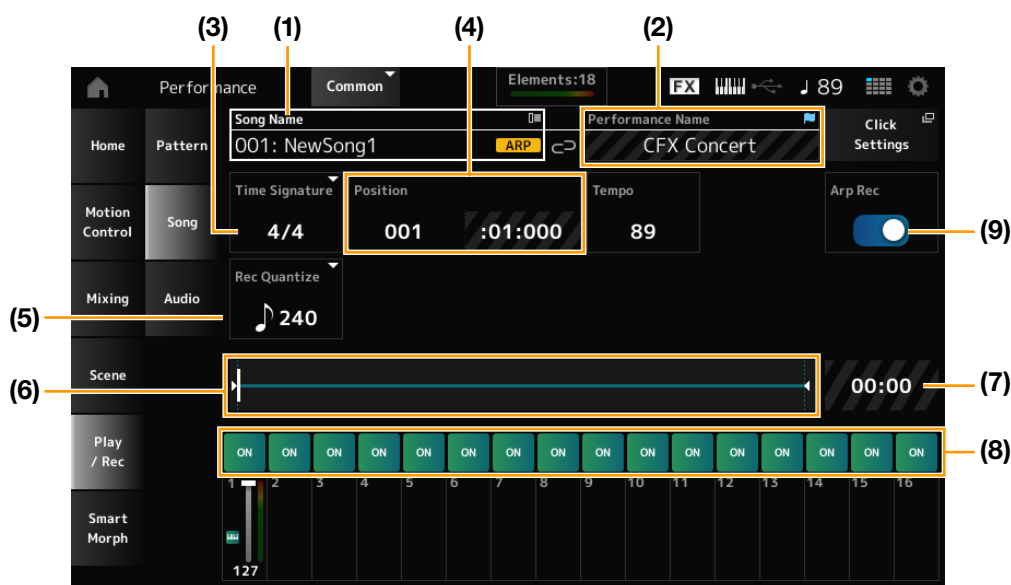 (3) (1) (4) (2)
Performance Common Elements:18 FX 89
Home Pattern Song Name Performance Name Click Settings
001: NewSong1 ARP CFX Concert
Motion Control Song Time Signature Position Tempo Arp Rec
4/4 001 :01:000 89 (9)
Mixing Audio Rec Quantize
(5) 240
Scene
(6) 00:00 (7)
Play / Rec ON ON ON ON ON ON ON ON ON ON ON ON ON ON ON ON (8)
1 2 3 4 5 6 7 8 9 10 11 12 13 14 15 16
Smart Morph
127